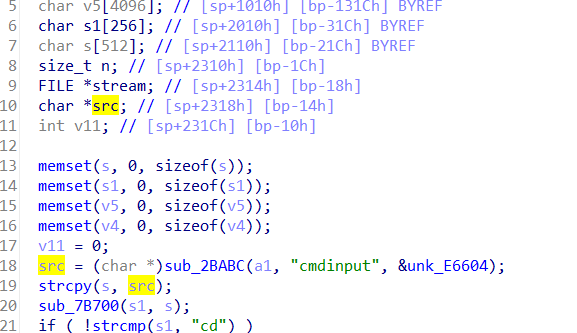 5 char v5[4096]; // [sp+1010h] [bp-131Ch] BYREF
6 char s1[256]; // [sp+2010h] [bp-31Ch] BYREF
7 char s[512]; // [sp+2110h] [bp-21Ch] BYREF
8 size_t n; // [sp+2310h] [bp-1Ch]
9 FILE *stream; // [sp+2314h] [bp-18h]
10 char *src; // [sp+2318h] [bp-14h]
11 int v11; // [sp+231Ch] [bp-10h]
12
13 memset(s, 0, sizeof(s));
14 memset(s1, 0, sizeof(s1));
15 memset(v5, 0, sizeof(v5));
16 memset(v4, 0, sizeof(v4));
17 v11 = 0;
18 src = (char *)sub_2BABC(a1, "cmdinput", &unk_E6604);
19 strcpy(s, src);
20 sub_7B700(s1, s);
21 if ( !strcmp(s1, "cd") )